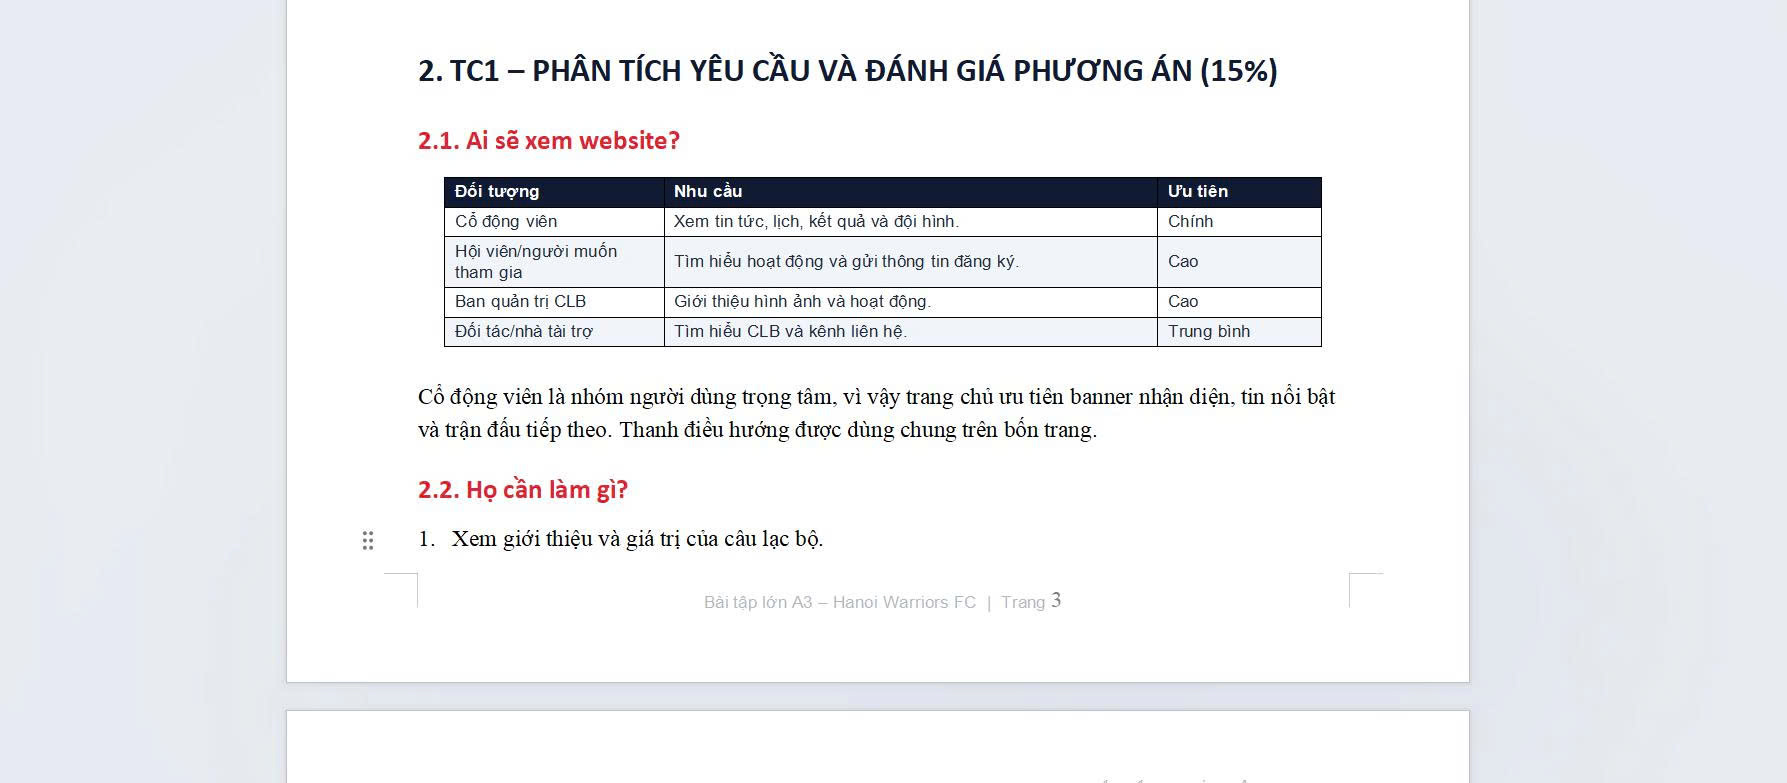 2. TC1 – PHÂN TÍCH YÊU CẦU VÀ ĐÁNH GIÁ PHƯƠNG ÁN (15%)
2.1. Ai sẽ xem website?
Đối tượng Nhu cầu Ưu tiên
Cổ động viên Xem tin tức, lịch, kết quả và đội hình. Chính
Hội viên/người muốn
tham gia Tìm hiểu hoạt động và gửi thông tin đăng ký. Cao
Ban quản trị CLB Giới thiệu hình ảnh và hoạt động. Cao
Đối tác/nhà tài trợ Tìm hiểu CLB và kênh liên hệ. Trung bình
Cổ động viên là nhóm người dùng trọng tâm, vì vậy trang chủ ưu tiên banner nhận diện, tin nổi bật
và trận đấu tiếp theo. Thanh điều hướng được dùng chung trên bốn trang.
2.2. Họ cần làm gì?
1. Xem giới thiệu và giá trị của câu lạc bộ.
Bài tập lớn A3 – Hanoi Warriors FC | Trang 3